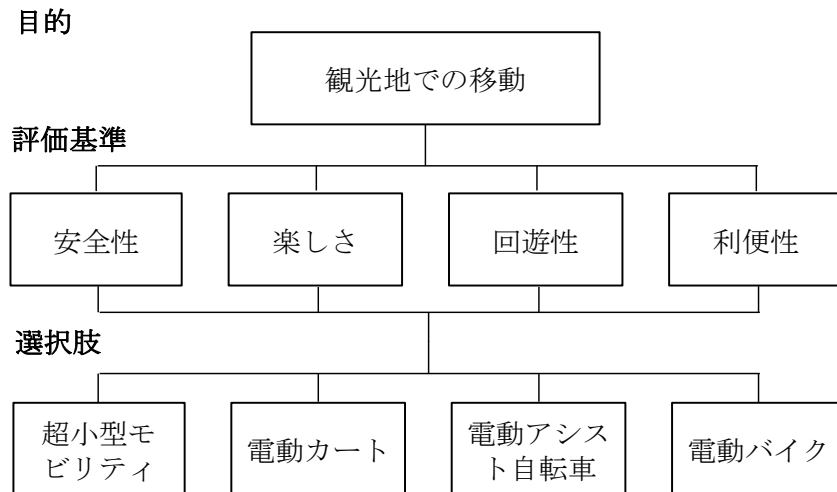 目的
観光地での移動
評価基準
安全性
楽しさ
回遊性
利便性
選択肢
超小型モ
ビリティ
電動カート
電動アシス
ト自転車
電動バイク